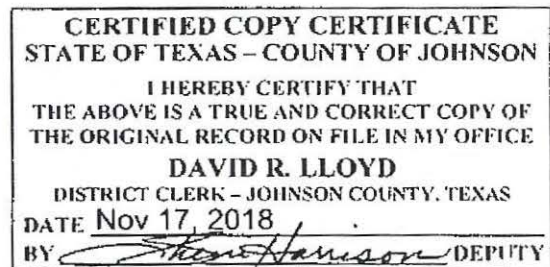 CERTIFIED COPY CERTIFICATE
STATE OF TEXAS – COUNTY OF JOHNSON
I HEREBY CERTIFY THAT
THE ABOVE IS A TRUE AND CORRECT COPY OF
THE ORIGINAL RECORD ON FILE IN MY OFFICE
DAVID R. LLOYD
DISTRICT CLERK – JOHNSON COUNTY, TEXAS
DATE Nov 17, 2018
BY Harrison DEPUTY